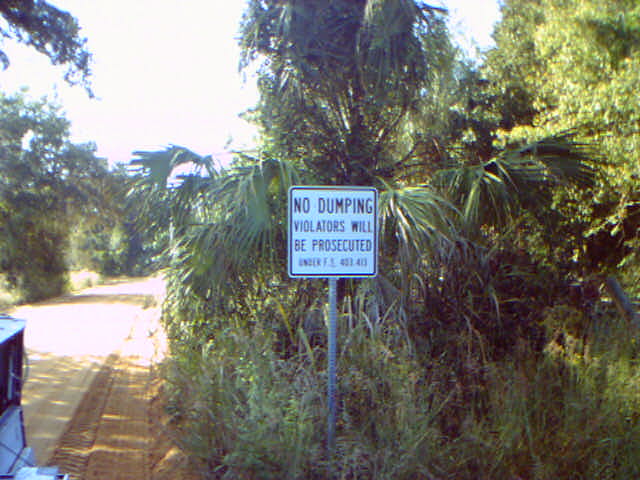 NO DUMPING
VIOLATORS WILL
BE PROSECUTED
UNDER F.S. 403.413